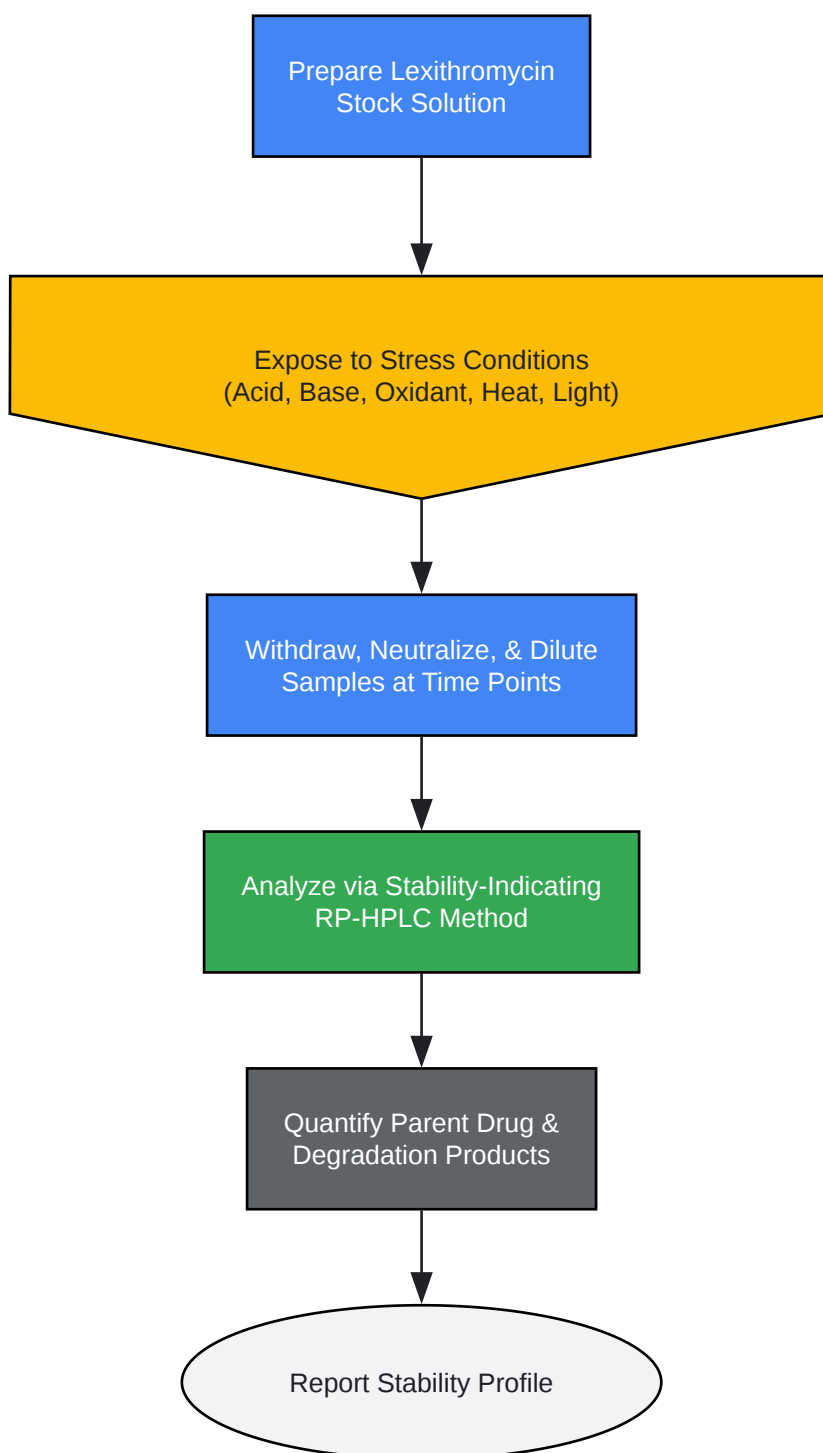 Prepare Lexithromycin
Stock Solution
Expose to Stress Conditions
(Acid, Base, Oxidant, Heat, Light)
Withdraw, Neutralize, & Dilute
Samples at Time Points
Analyze via Stability-Indicating
RP-HPLC Method
Quantify Parent Drug &
Degradation Products
Report Stability Profile